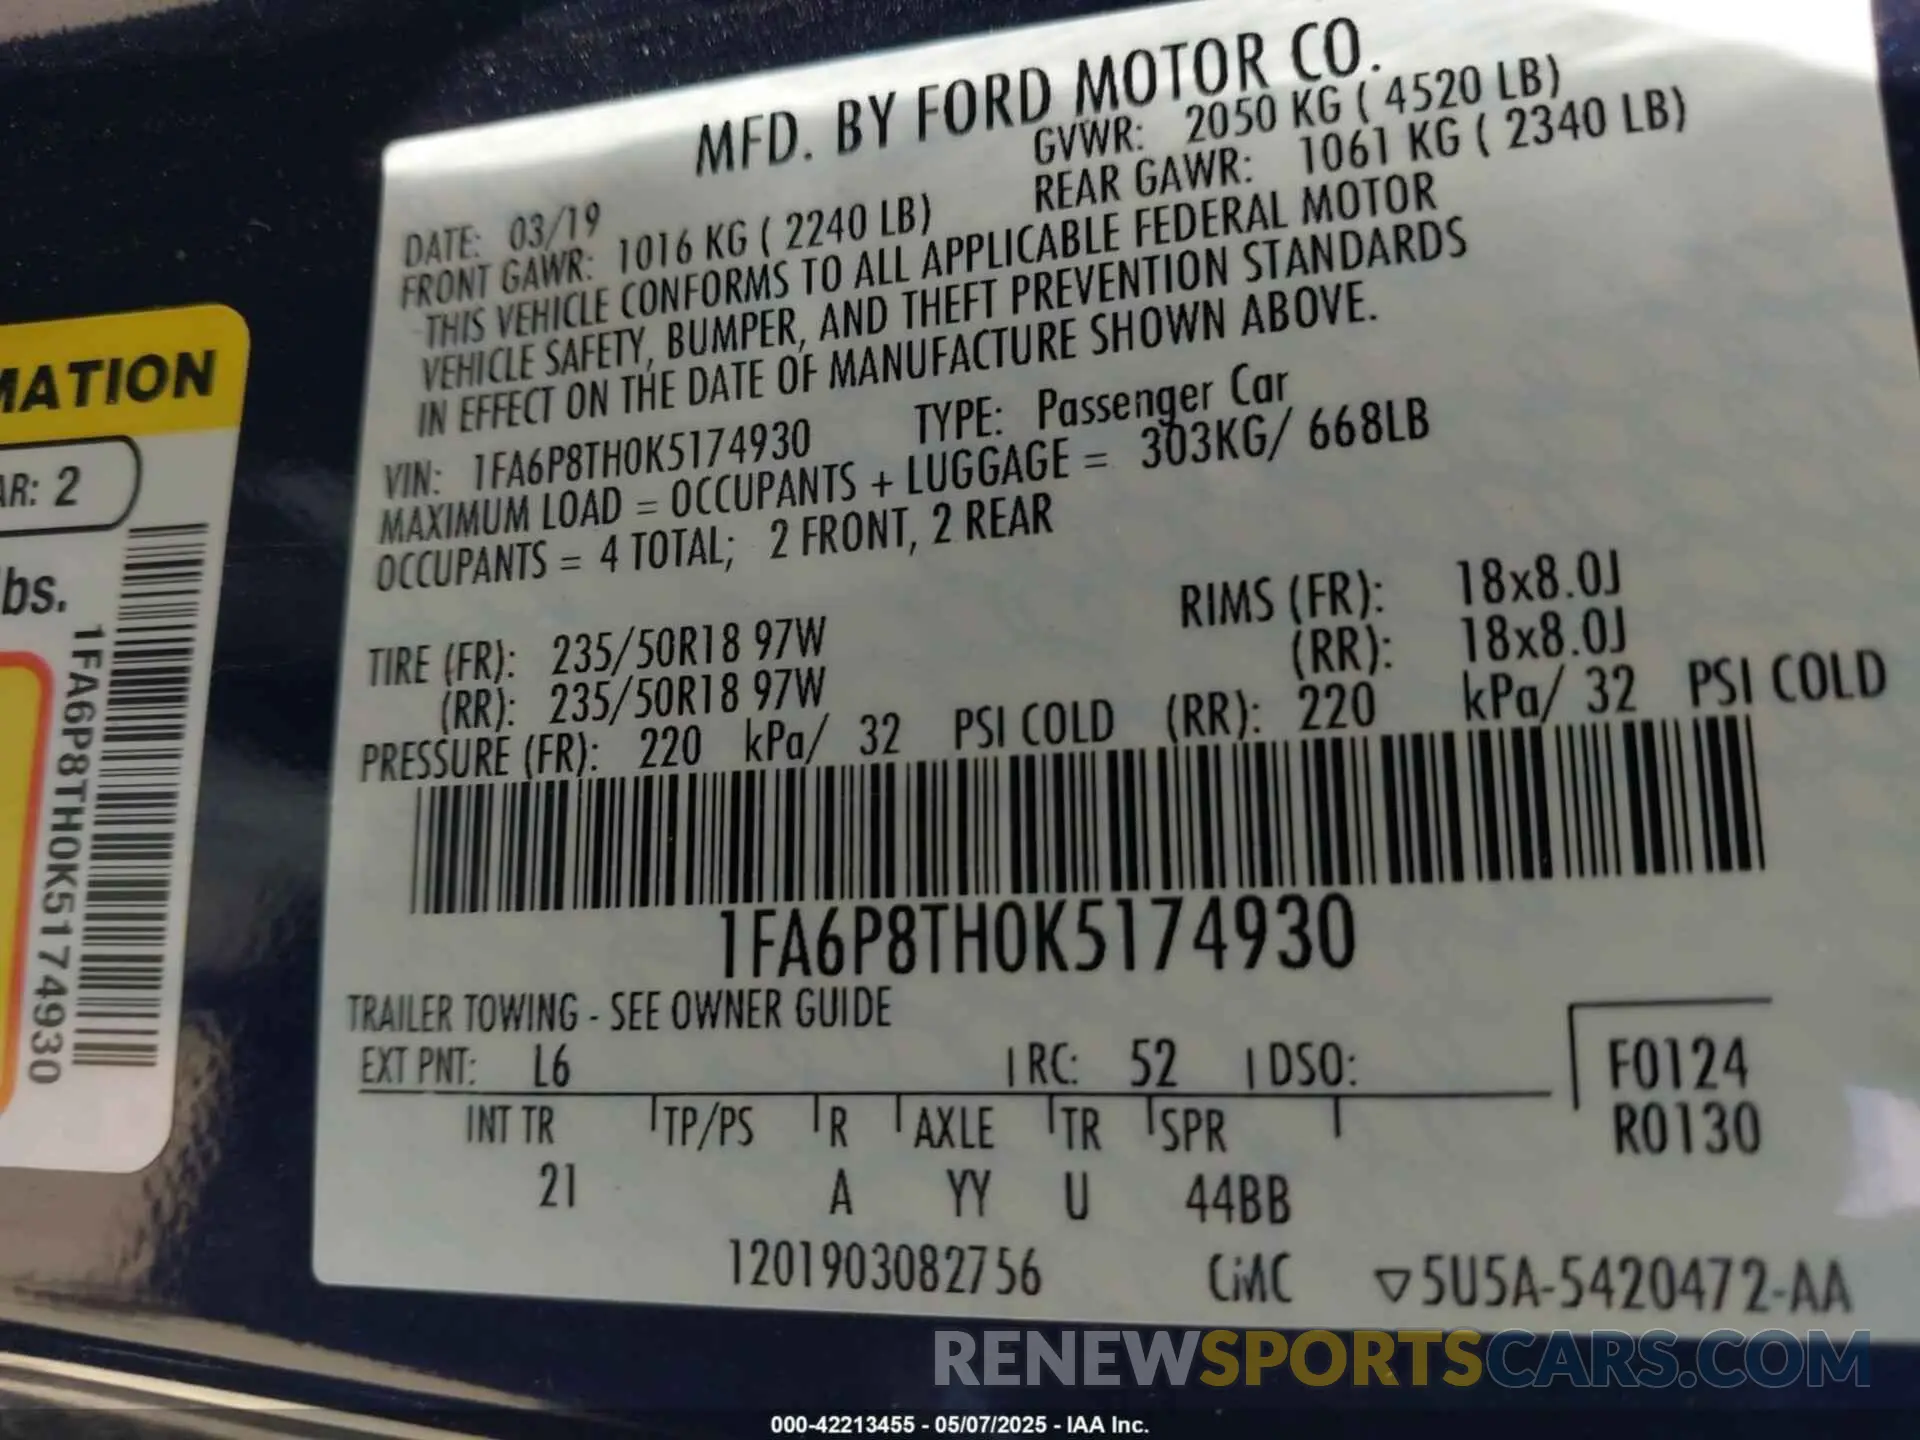 MFD. BY FORD MOTOR CO.
DATE: 03/19 GVWR: 2050 KG ( 4520 LB)
FRONT GAWR: 1016 KG ( 2240 LB) REAR GAWR: 1061 KG ( 2340 LB)
THIS VEHICLE CONFORMS TO ALL APPLICABLE FEDERAL MOTOR
VEHICLE SAFETY, BUMPER, AND THEFT PREVENTION STANDARDS
IN EFFECT ON THE DATE OF MANUFACTURE SHOWN ABOVE.
VIN: 1FA6P8TH0K5174930 TYPE: Passenger Car
MAXIMUM LOAD = OCCUPANTS + LUGGAGE = 303KG/ 668LB
OCCUPANTS = 4 TOTAL; 2 FRONT, 2 REAR
TIRE (FR): 235/50R18 97W RIMS (FR): 18x8.0J
(RR): 235/50R18 97W (RR): 18x8.0J
PRESSURE (FR): 220 kPa/ 32 PSI COLD (RR): 220 kPa/ 32 PSI COLD
1FA6P8TH0K5174930
TRAILER TOWING - SEE OWNER GUIDE
EXT PNT: L6 RC: 52 DSO:
F0124
R0130
INT TR TP/PS R AXLE TR SPR
21 A YY U 44BB
1201903082756 CiMC ▽5U5A-5420472-AA
MATION
AR: 2
lbs.
1FA6P8TH0K5174930
RENEWSPORTSCARS.COM
000-42213455 - 05/07/2025 - IAA Inc.